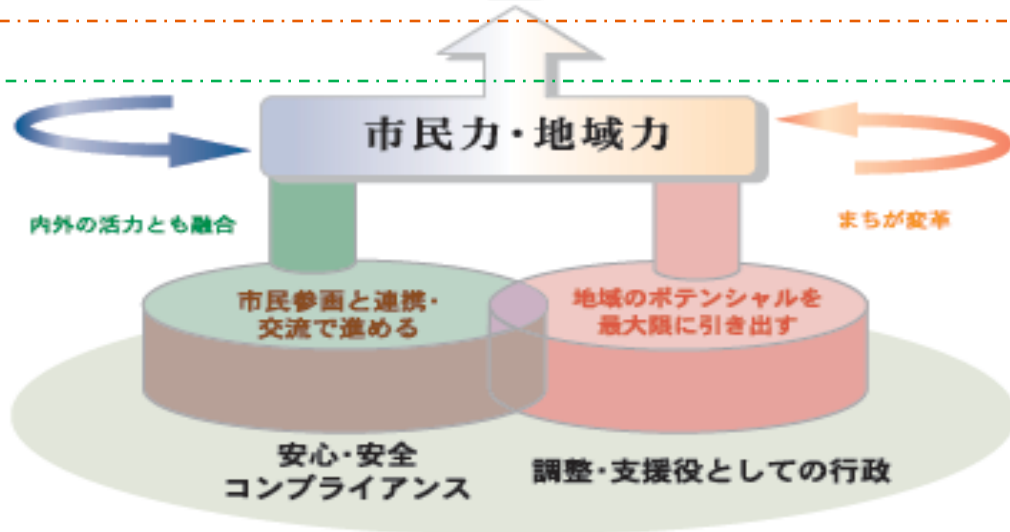 市民力・地域力
内外の活力とも融合
まちが変革
市民参画と連携・
交流で進める
地域のポテンシャルを
最大限に引き出す
安心・安全
コンプライアンス
調整・支援役としての行政